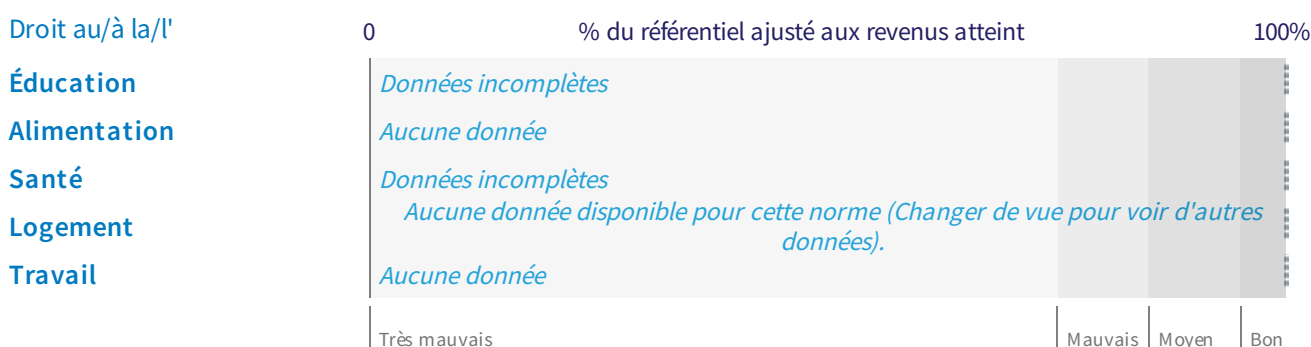 Droit au/à la/l' 0 % du référentiel ajusté aux revenus atteint 100%
Éducation Données incomplètes
Alimentation Aucune donnée
Santé Données incomplètes
Logement Aucune donnée disponible pour cette norme (Changer de vue pour voir d'autres
données).
Travail Aucune donnée
Très mauvais Mauvais Moyen Bon